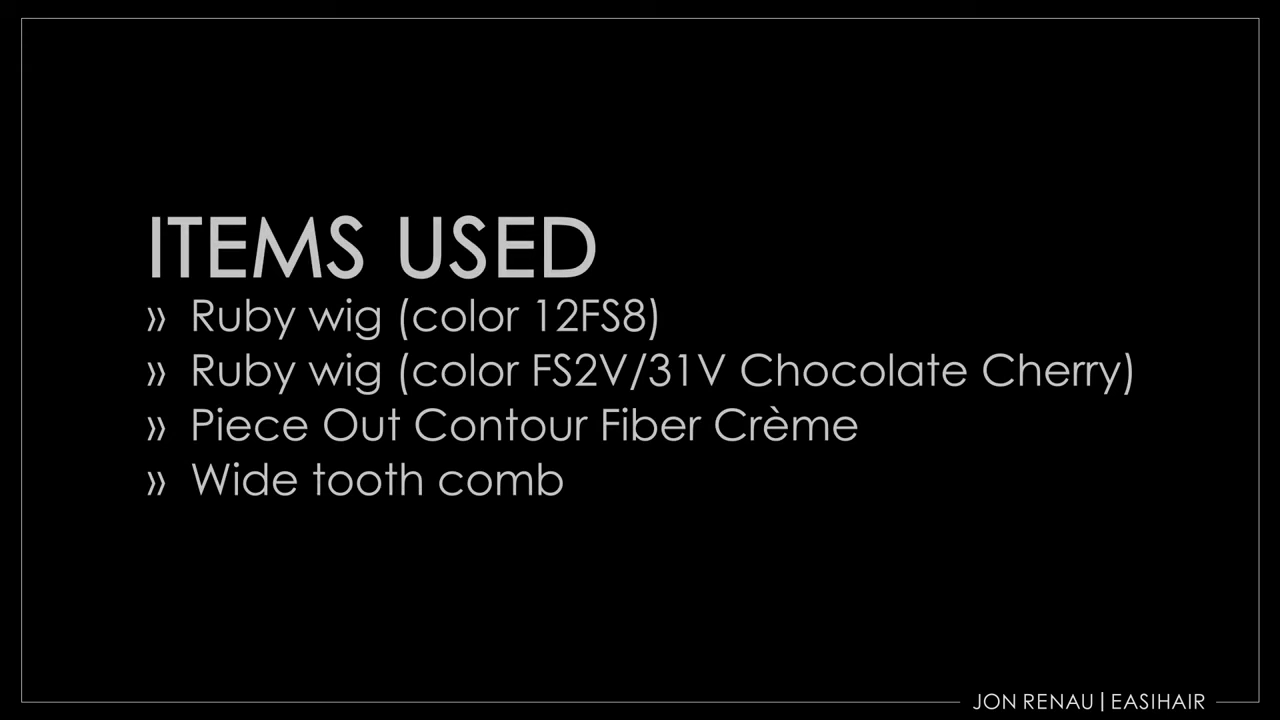 ITEMS USED
» Ruby wig (color 12FS8)
» Ruby wig (color FS2V/31V Chocolate Cherry)
» Piece Out Contour Fiber Crème
» Wide tooth comb
JON RENAU | EASIHAIR